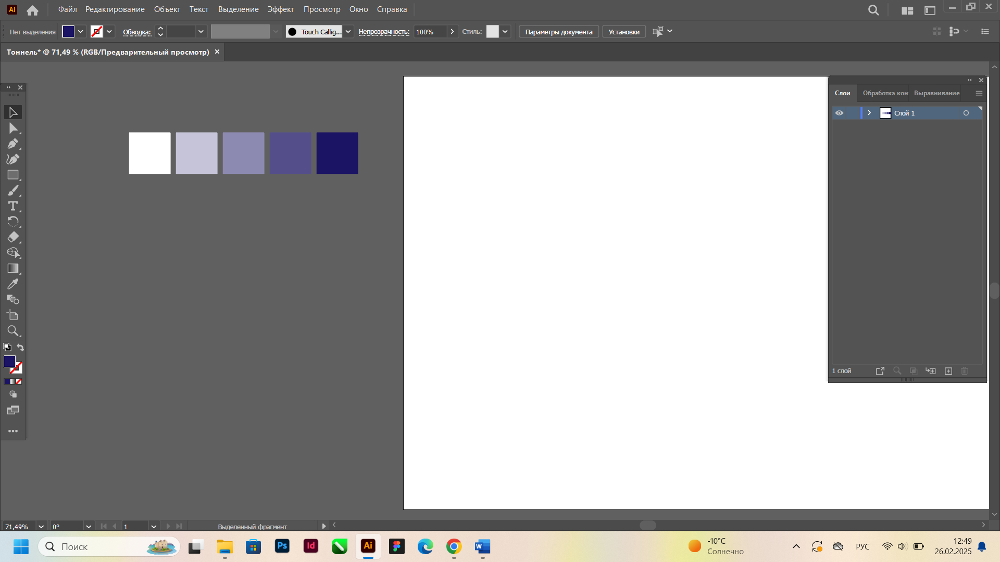 Ai Файл Редактирование Объект Текст Выделение Эффект Просмотр Окно Справка
Нет выделения Обводка: Touch Callig... Непрозрачность: 100% Стиль: Параметры документа Установки
Тоннель* @ 71,49 % (RGB/Предварительный просмотр)
Слои Обработка кон Выравнивание
Слой 1
1 слой
71,49% 0° 1 Выделенный фрагмент
Поиск Ps Id Ai W
-10°C
Солнечно
РУС
12:49
26.02.2025